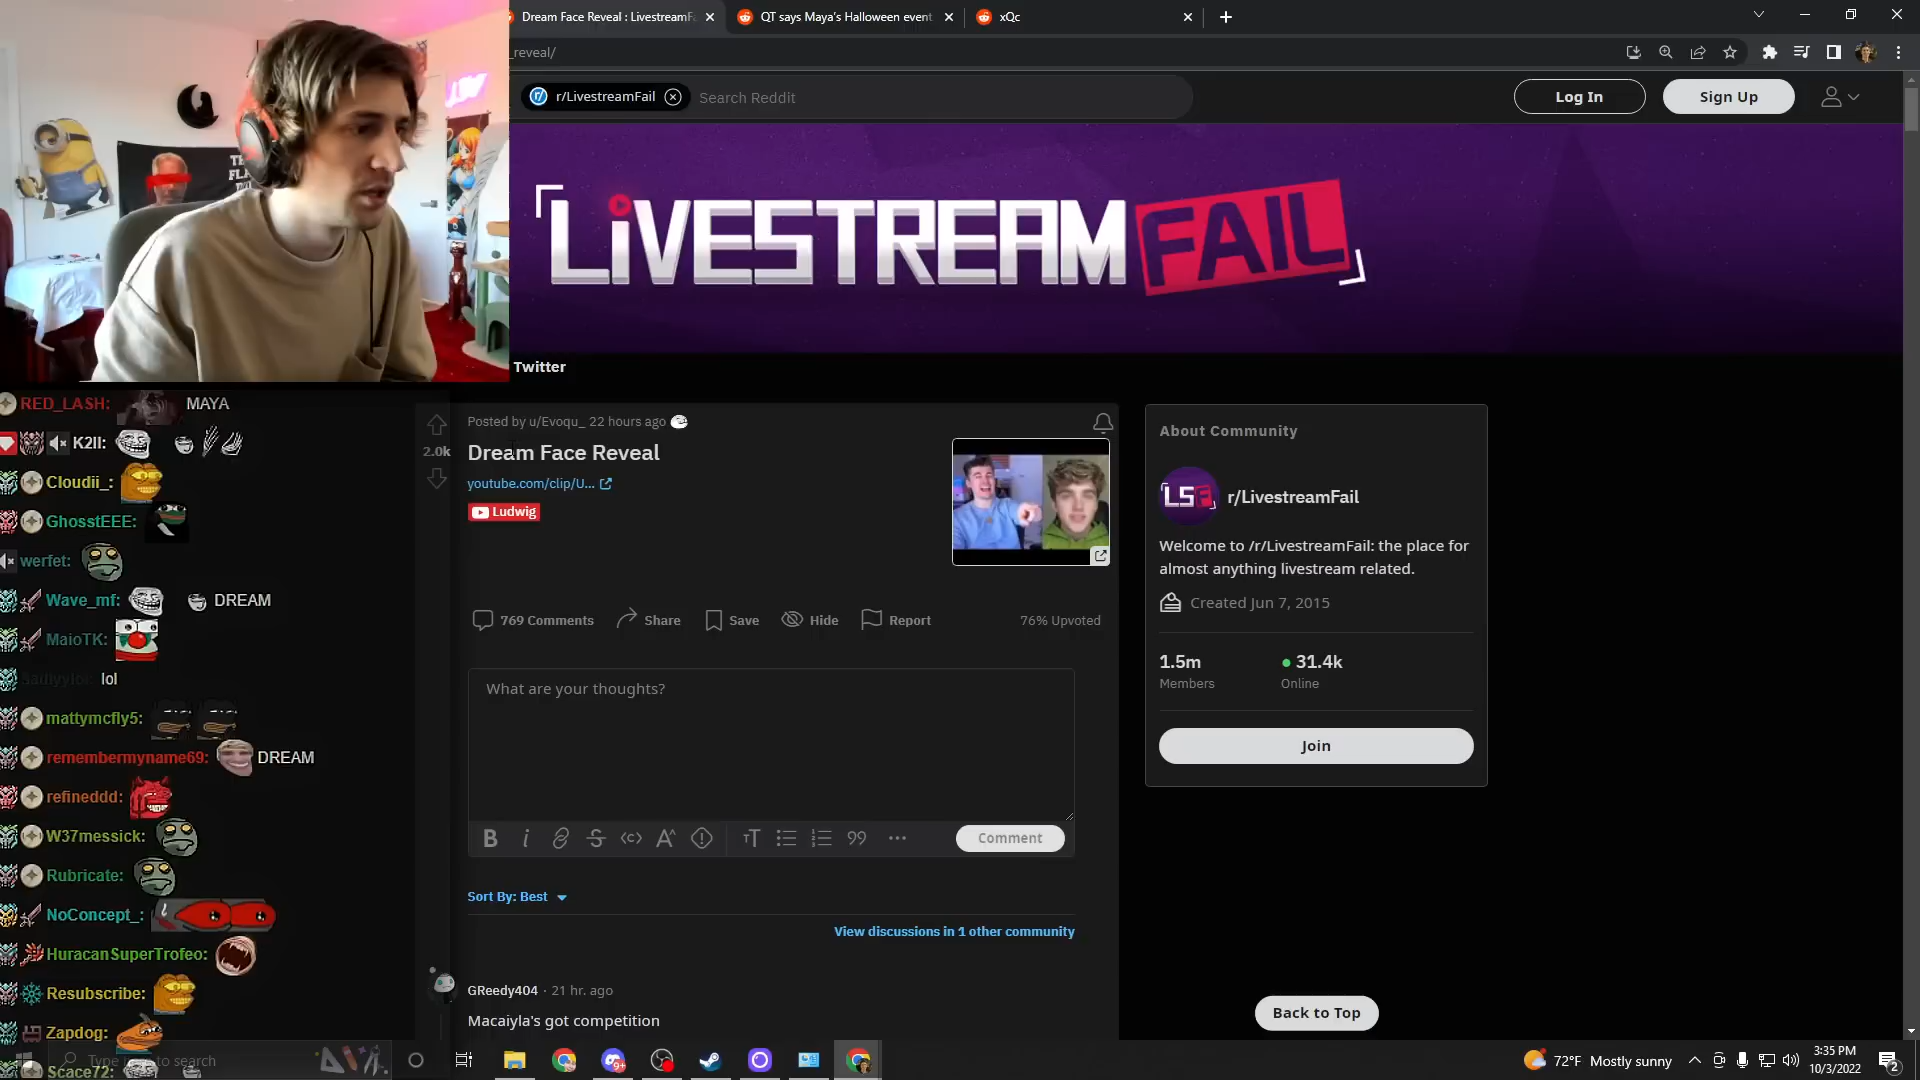 Dream Face Reveal : LivestreamF
QT says Maya's Halloween event
xQc
_reveal/
r/LivestreamFail
Search Reddit
Log In
Sign Up
LIVESTREAM FAIL
Twitter
RED_LASH: MAYA
K2II:
Cloudii_:
GhosstEEE:
werfet:
Wave_mf: DREAM
MaioTK:
lol
mattymcfly5:
remembermyname69: DREAM
refineddd:
W37messick:
Rubricate:
NoConcept_:
HuracanSuperTrofeo:
Resubscribe:
Zapdog:
Scace72:
Posted by u/Evoqu_ 22 hours ago
2.0k
Dream Face Reveal
youtube.com/clip/U...
Ludwig
769 Comments
Share
Save
Hide
Report
76% Upvoted
What are your thoughts?
Comment
Sort By: Best
View discussions in 1 other community
GReedy404 · 21 hr. ago
Macaiyla's got competition
About Community
LSF
r/LivestreamFail
Welcome to /r/LivestreamFail: the place for
almost anything livestream related.
Created Jun 7, 2015
1.5m
31.4k
Members
Online
Join
Back to Top
72°F Mostly sunny
3:35 PM
10/3/2022
2